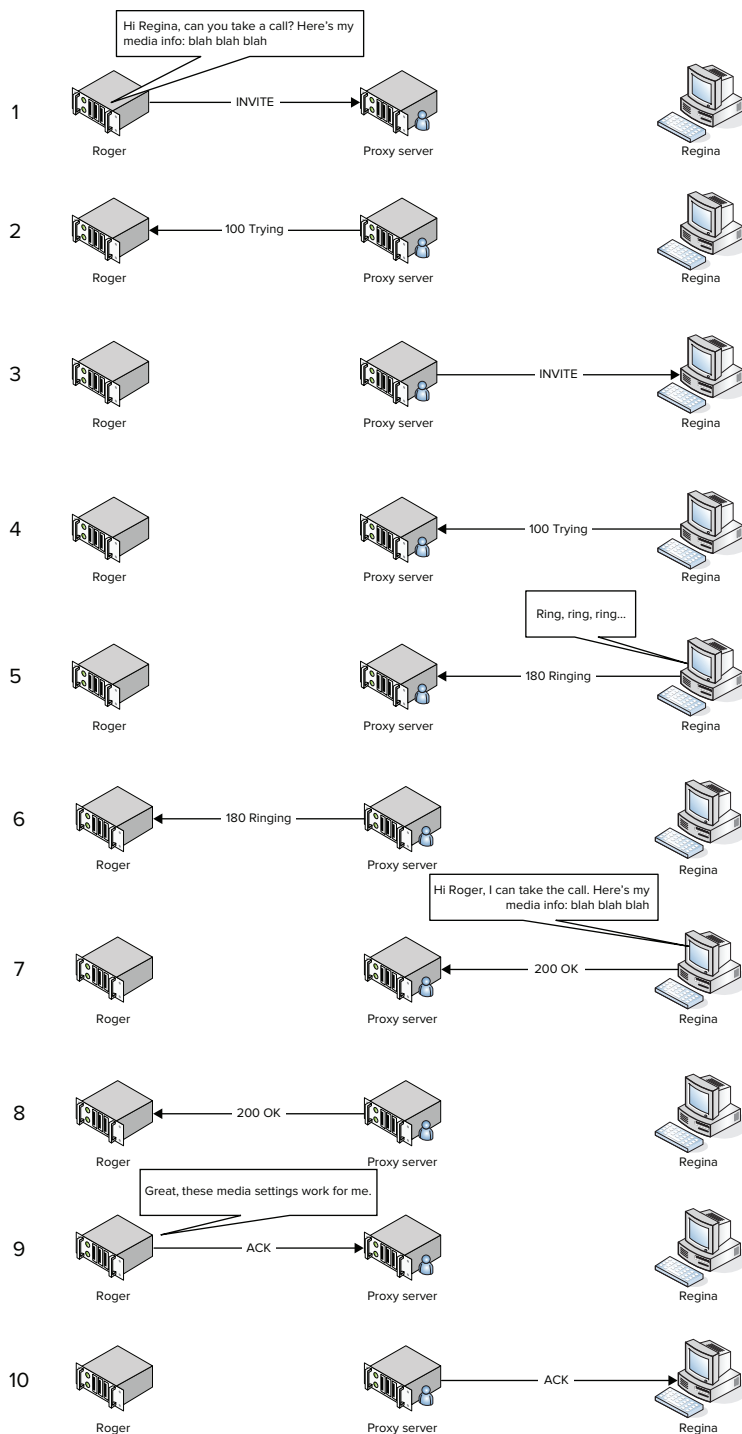 Hi Regina, can you take a call? Here's my
media info: blah blah blah
1
INVITE
Roger
Proxy server
Regina
2
100 Trying
Roger
Proxy server
Regina
3
INVITE
Roger
Proxy server
Regina
4
100 Trying
Roger
Proxy server
Regina
Ring, ring, ring...
5
180 Ringing
Roger
Proxy server
Regina
6
180 Ringing
Roger
Proxy server
Regina
Hi Roger, I can take the call. Here's my
media info: blah blah blah
7
200 OK
Roger
Proxy server
Regina
8
200 OK
Roger
Proxy server
Regina
Great, these media settings work for me.
9
ACK
Roger
Proxy server
Regina
10
ACK
Roger
Proxy server
Regina